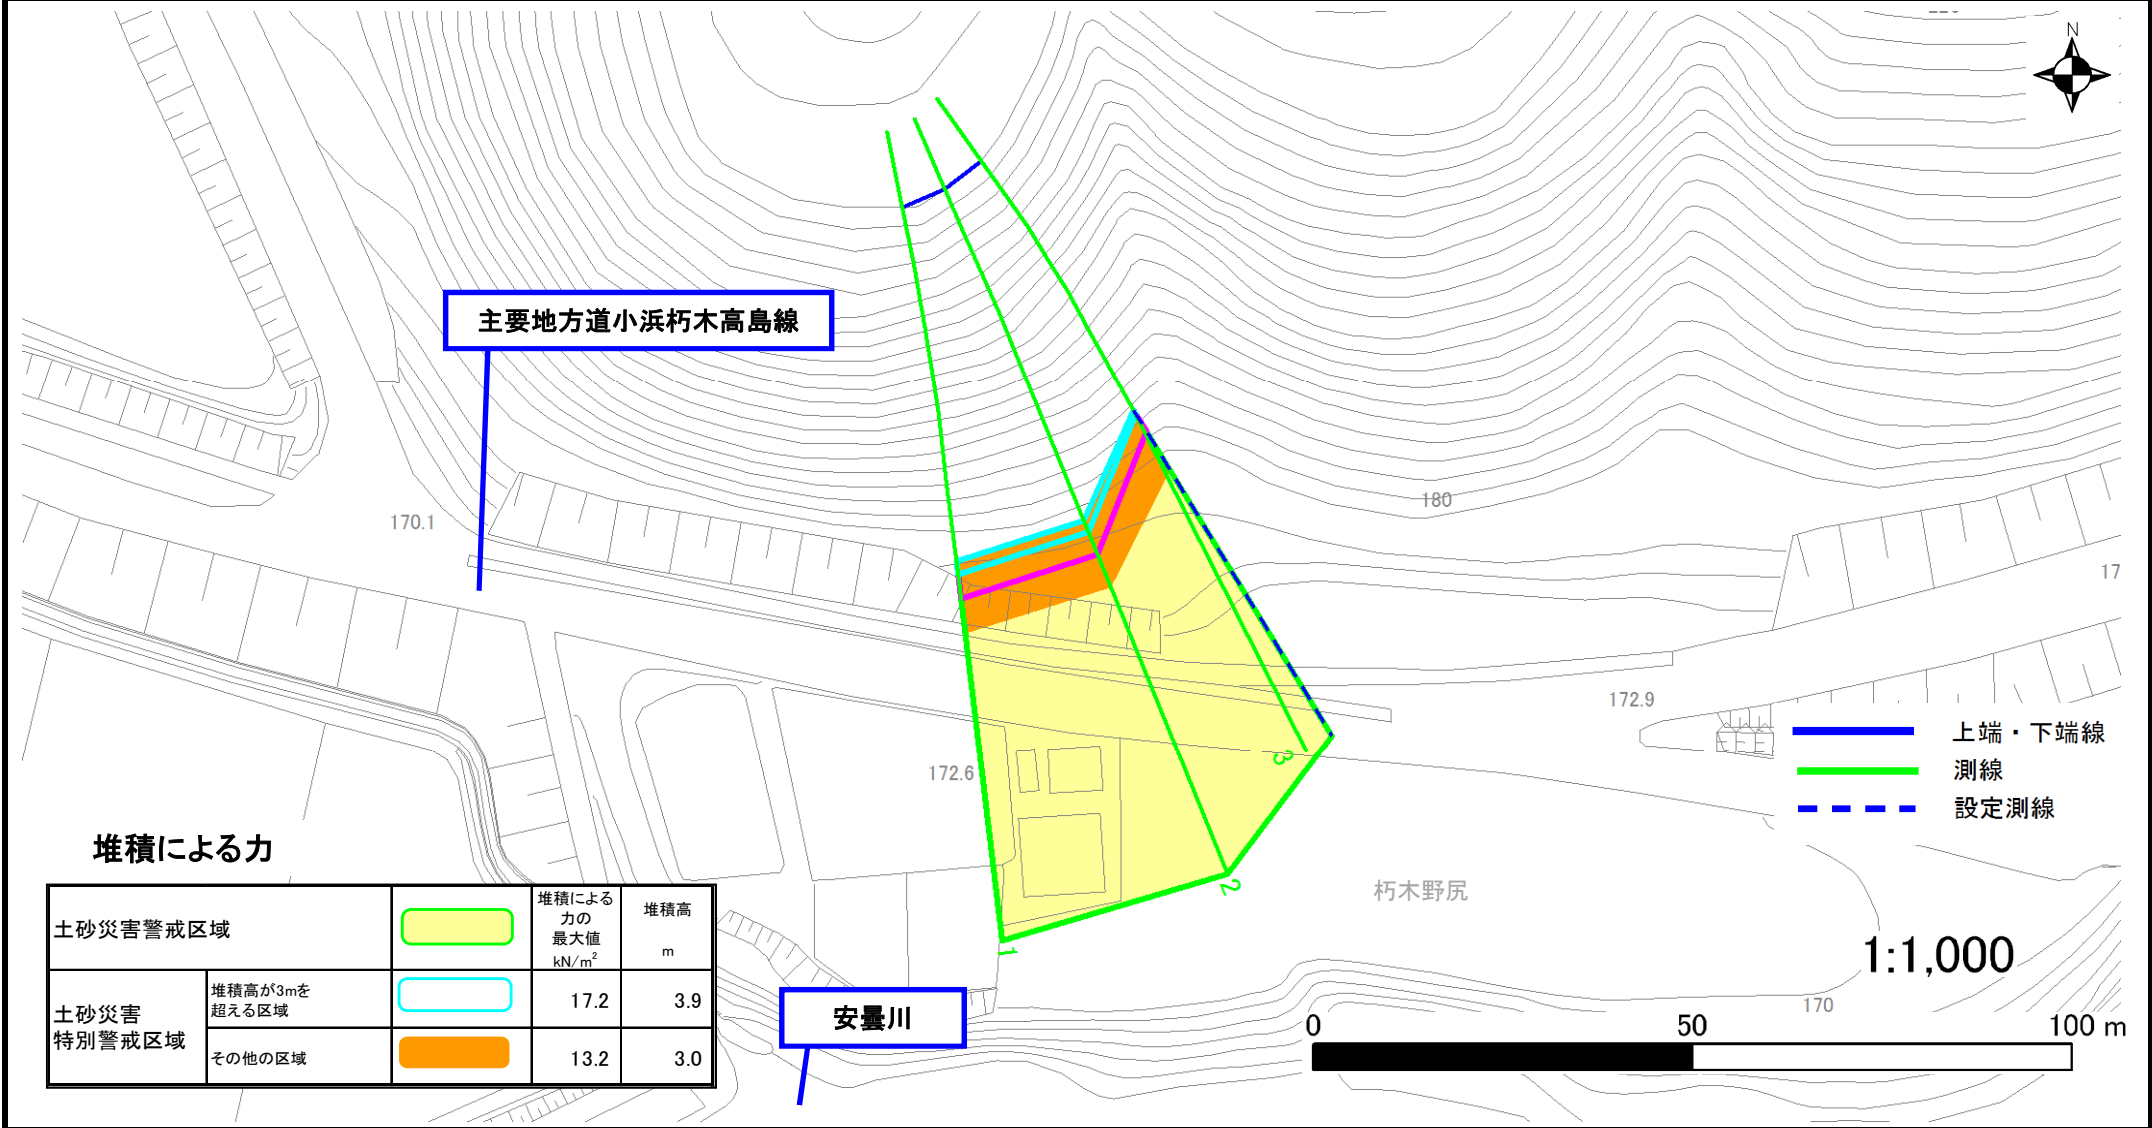 N
主要地方道小浜朽木高島線
170.1
180
17
172.9
172.6
上端・下端線
測線
設定測線
3
2
1
朽木野尻
堆積による力
土砂災害警戒区域
堆積による
力の
最大値
kN/m²
堆積高
m
土砂災害
特別警戒区域
堆積高が3mを
超える区域
17.2
3.9
その他の区域
13.2
3.0
安曇川
1:1,000
170
0
50
100 m